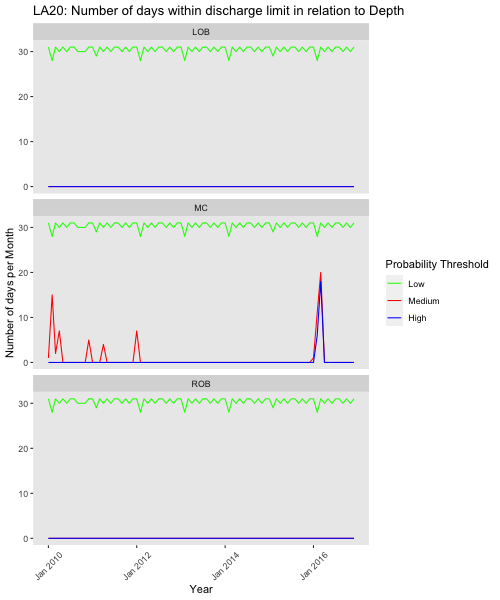 LA20: Number of days within discharge limit in relation to Depth
LOB
30
20
10
0
MC
30
20
10
0
ROB
30
20
10
0
Number of days per Month
Jan 2010
Jan 2012
Jan 2014
Jan 2016
Year
Probability Threshold
Low
Medium
High